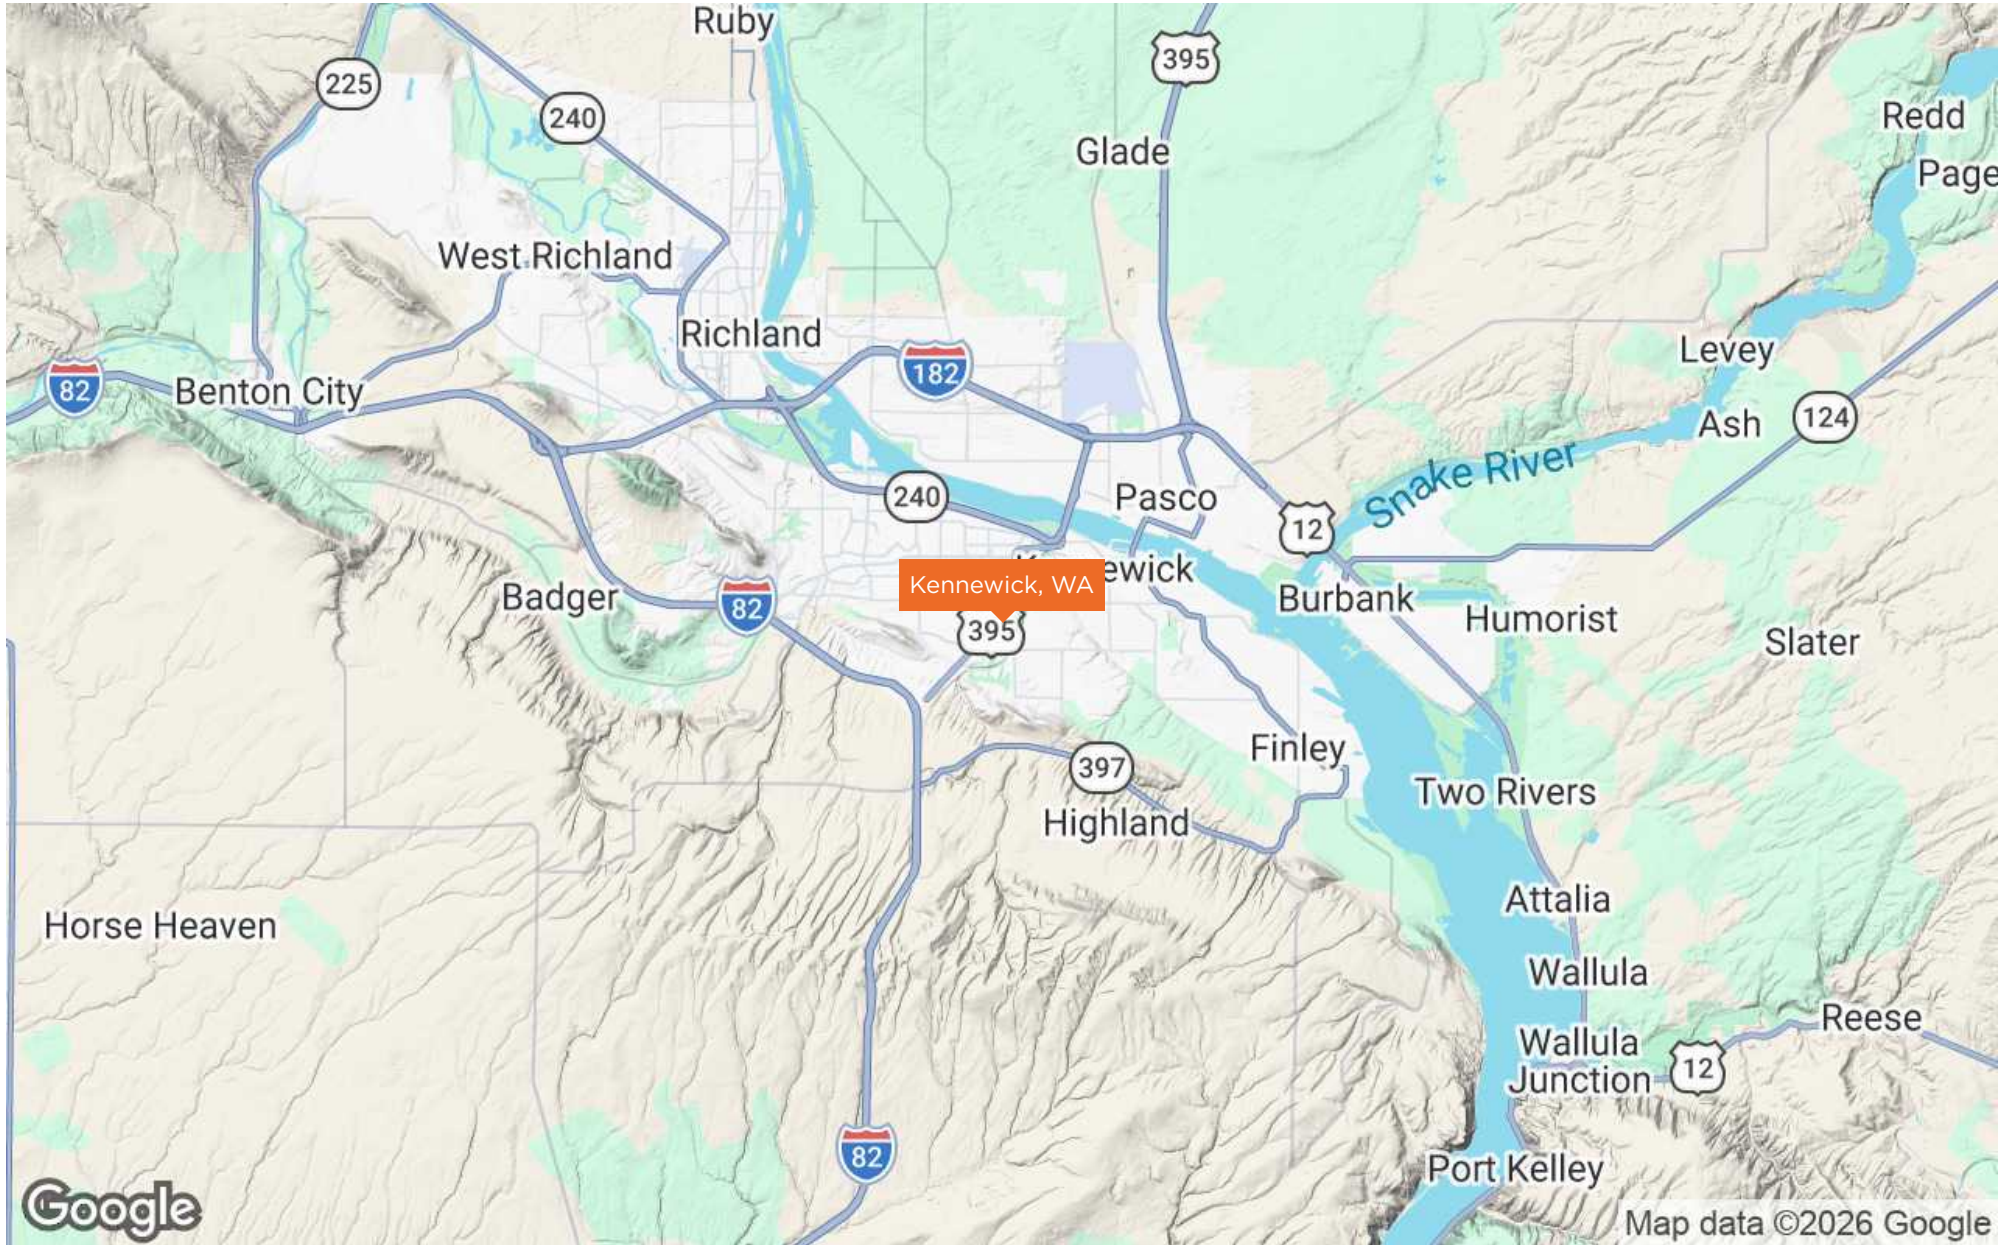 Ruby
395
225
240
Redd
Glade
Page
West Richland
Richland
Levey
182
82
Benton City
124
Ash
Snake River
240
Pasco
12
Kennewick, WA
ewick
Badger
82
Burbank
Humorist
395
Slater
Finley
397
Two Rivers
Highland
Attalia
Horse Heaven
Wallula
Reese
Wallula
Junction
12
82
Port Kelley
Google
Map data ©2026 Google